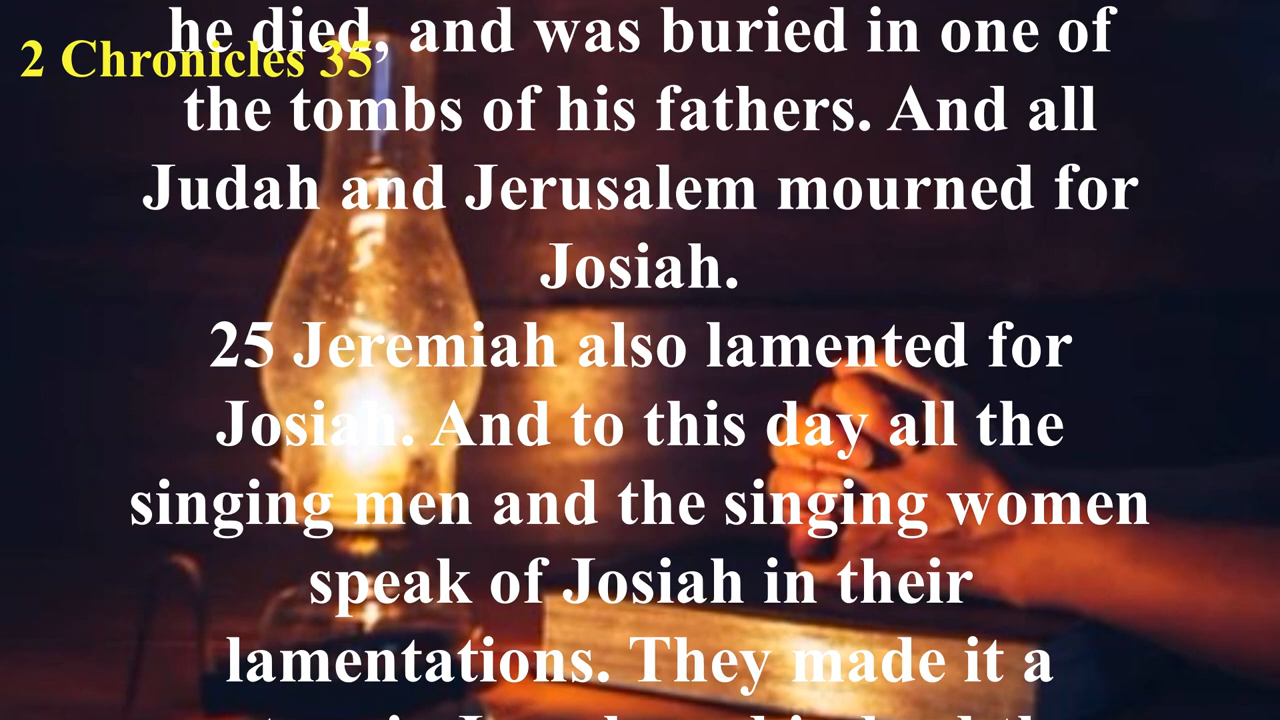 he died, and was buried in one of
2 Chronicles 35
the tombs of his fathers. And all
Judah and Jerusalem mourned for
Josiah.
25 Jeremiah also lamented for
Josiah. And to this day all the
singing men and the singing women
speak of Josiah in their
lamentations. They made it a